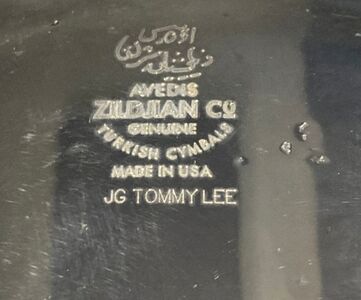 AVEDIS
ZILDJIAN Co
GENUINE
TURKISH CYMBALS
MADE IN USA
JG TOMMY LEE